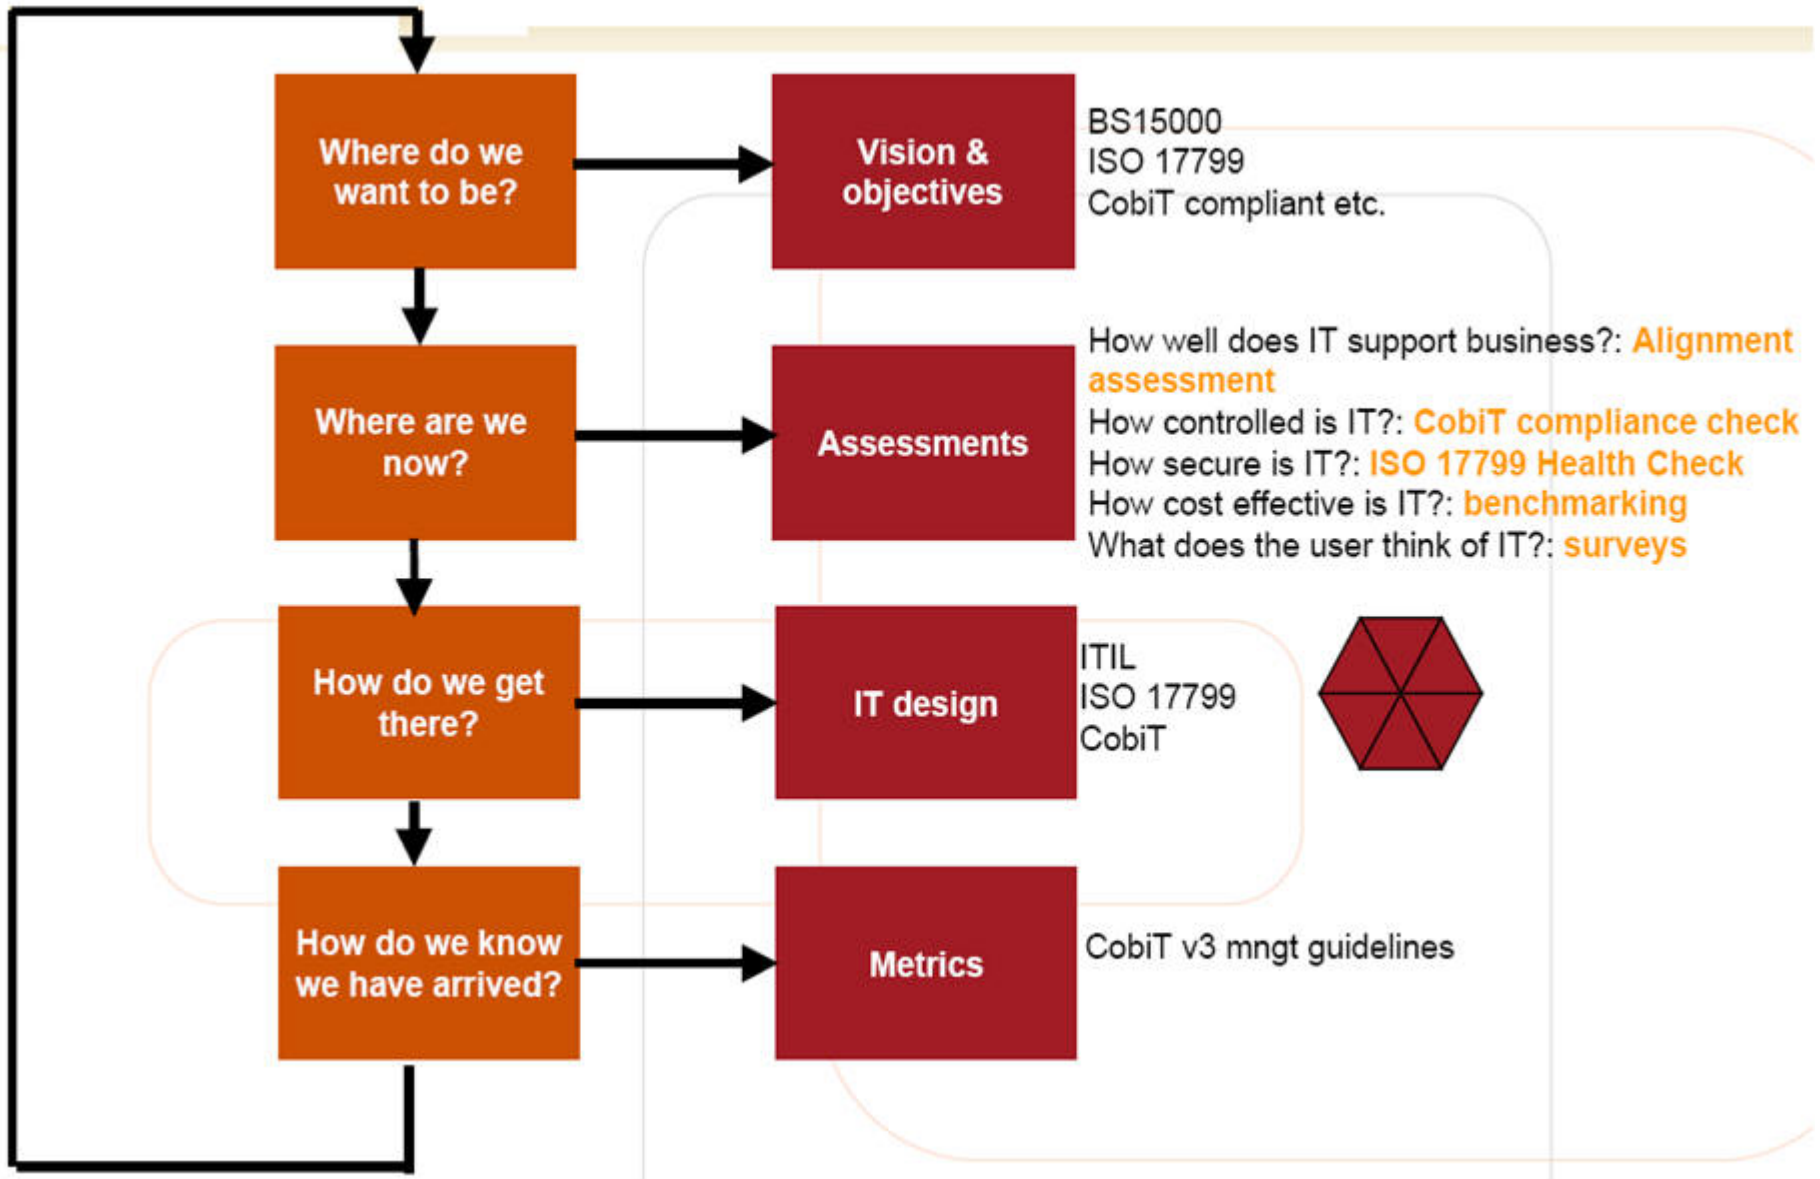 Where do we
want to be?
Vision &
objectives
BS15000
ISO 17799
CobiT compliant etc.
Where are we
now?
Assessments
How well does IT support business?: Alignment
assessment
How controlled is IT?: CobiT compliance check
How secure is IT?: ISO 17799 Health Check
How cost effective is IT?: benchmarking
What does the user think of IT?: surveys
How do we get
there?
IT design
ITIL
ISO 17799
CobiT
How do we know
we have arrived?
Metrics
CobiT v3 mngt guidelines